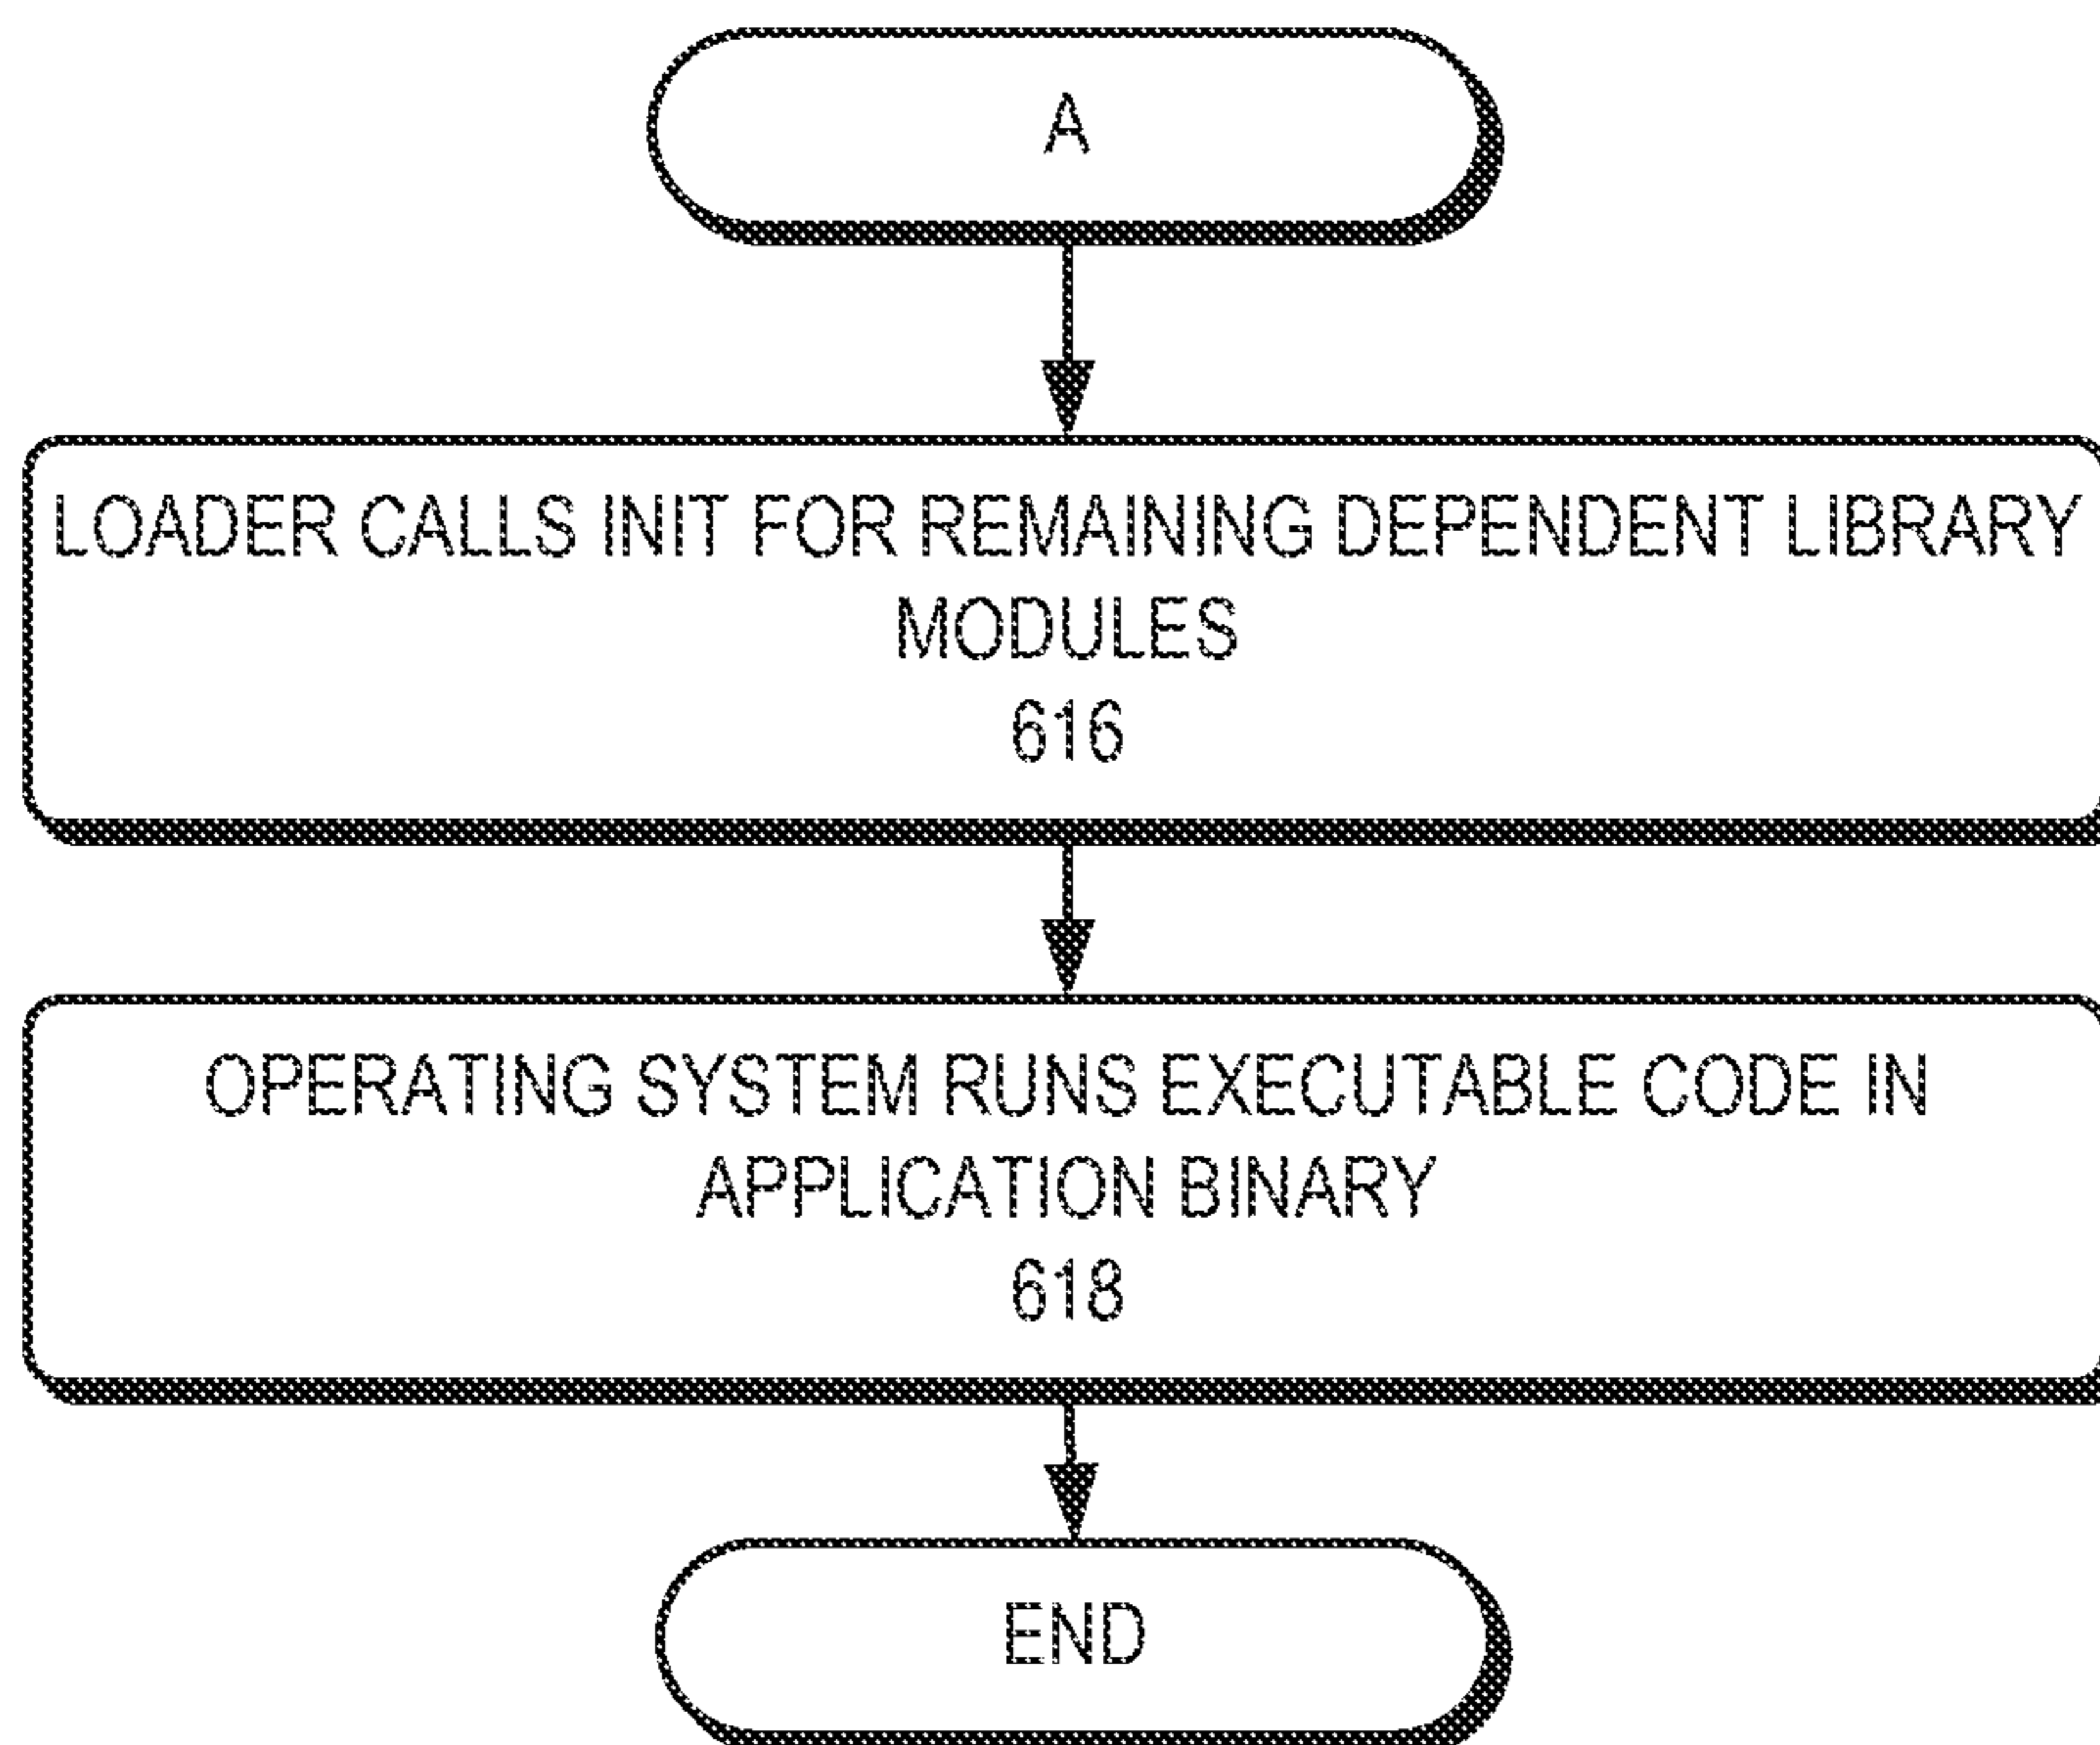 A
LOADER CALLS INIT FOR REMAINING DEPENDENT LIBRARY
MODULES
616
OPERATING SYSTEM RUNS EXECUTABLE CODE IN
APPLICATION BINARY
618
END